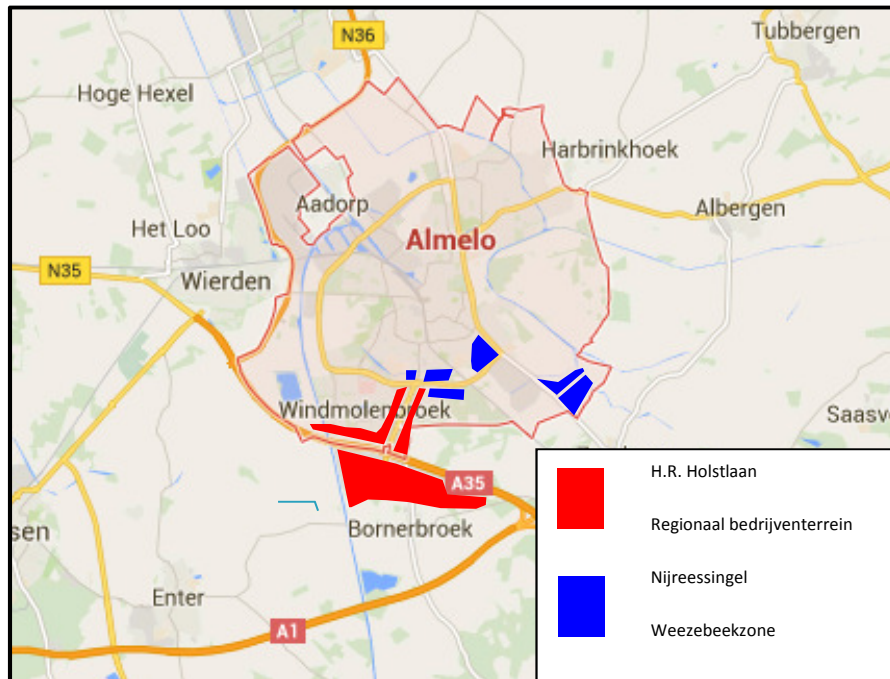 N36
Tubbergen
Hoge Hexel
Harbrinkhoek
Aadorp
Albergen
Het Loo
Almelo
N35
Wierden
Windmolenbroek
Saasv
A35
Bornerbroek
sen
Enter
A1
H.R. Holstlaan
Regionaal bedrijventerrein
Nijreessingel
Weezebeekzone